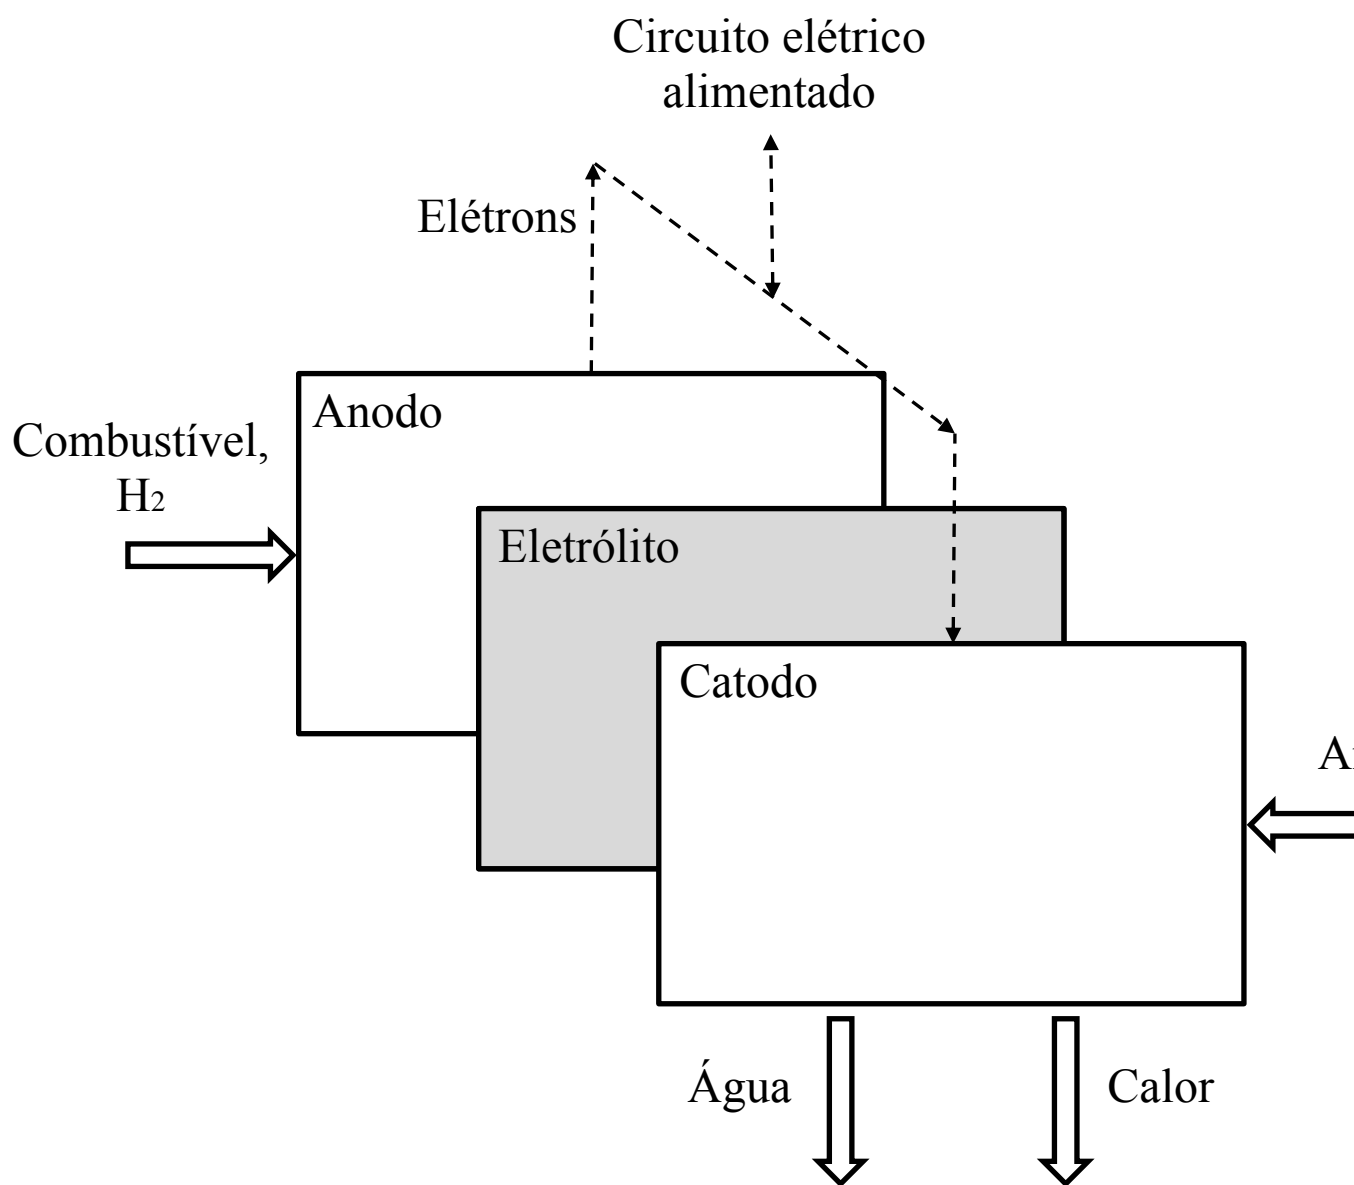 Circuito elétrico
alimentado
Elétrons
Anodo
Combustível,
H2
Eletrólito
Catodo
Água
Calor